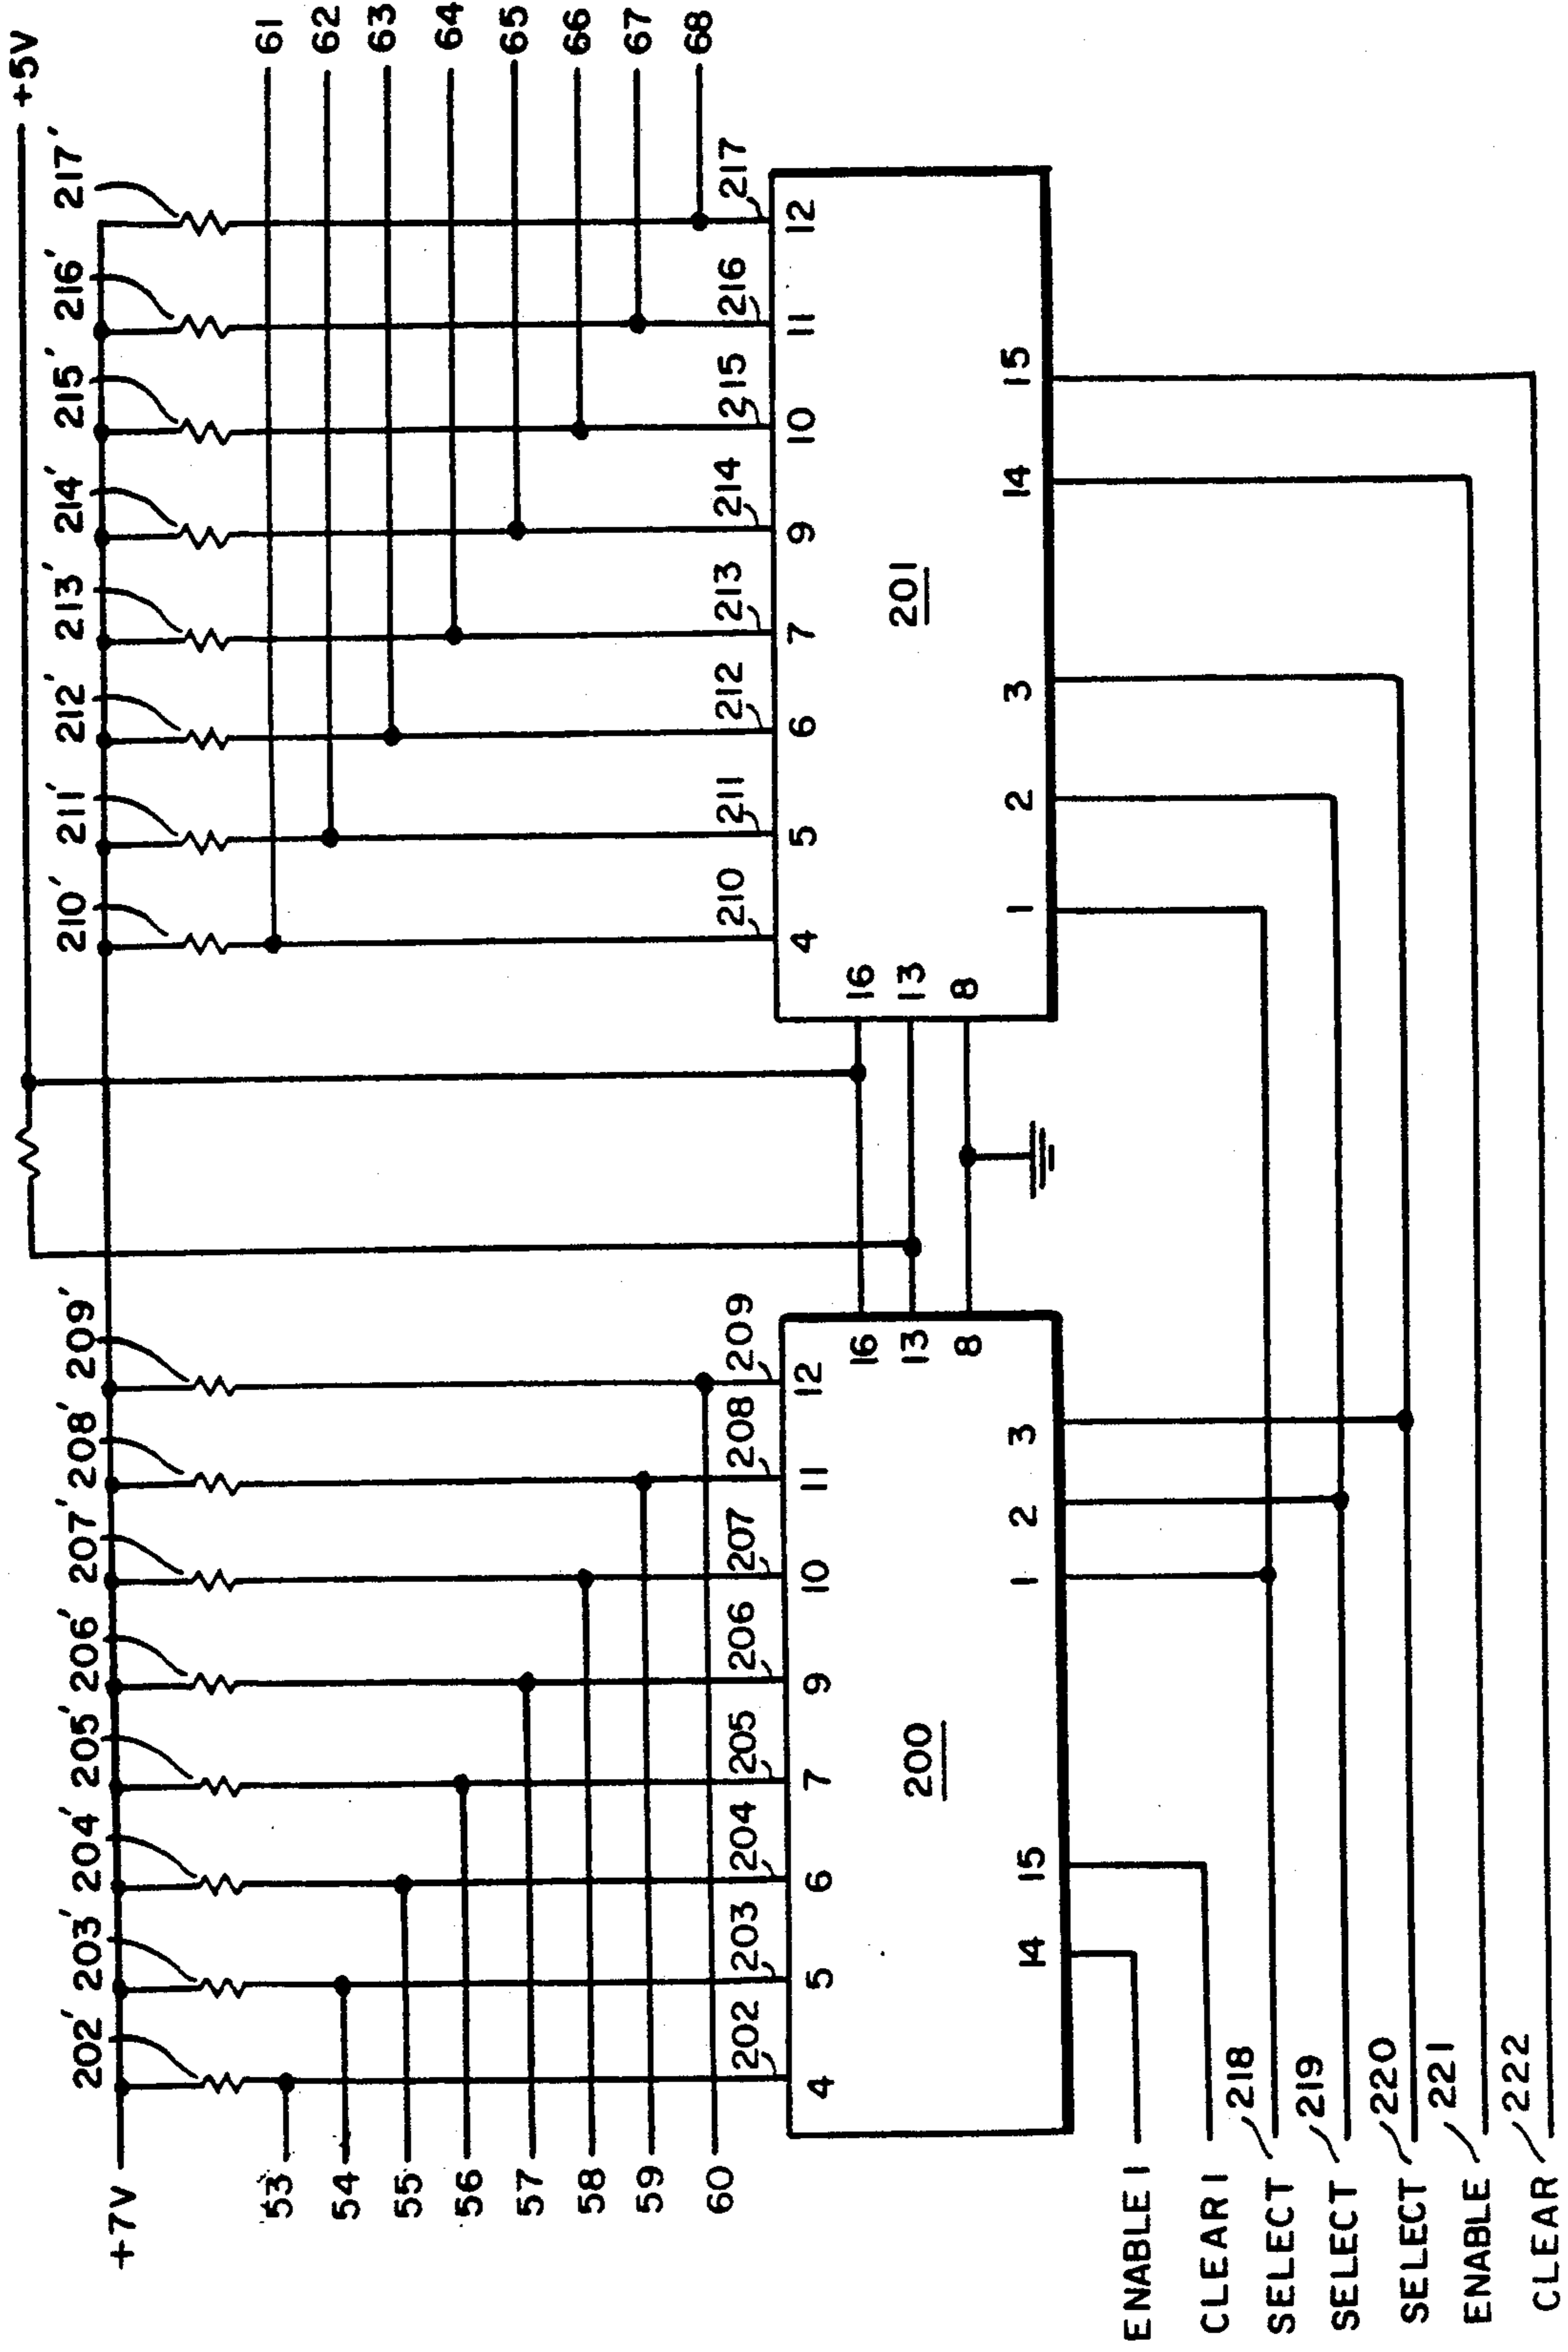 +5V
+7V
202' 203' 204' 205' 206' 207' 208' 209' 210' 211' 212' 213' 214' 215' 216' 217'
53
54
55
56
57
58
59
60
61
62
63
64
65
66
67
68
202 203 204 205 206 207 208 209
4 5 6 7 9 10 11 12
16
13
8
200
14 15 1 2 3
210 211 212 213 214 215 216 217
4 5 6 7 9 10 11 12
16
13
8
201
1 2 3 14 15
ENABLE 1
CLEAR 1
SELECT 218
SELECT 219
SELECT 220
ENABLE 221
CLEAR 222